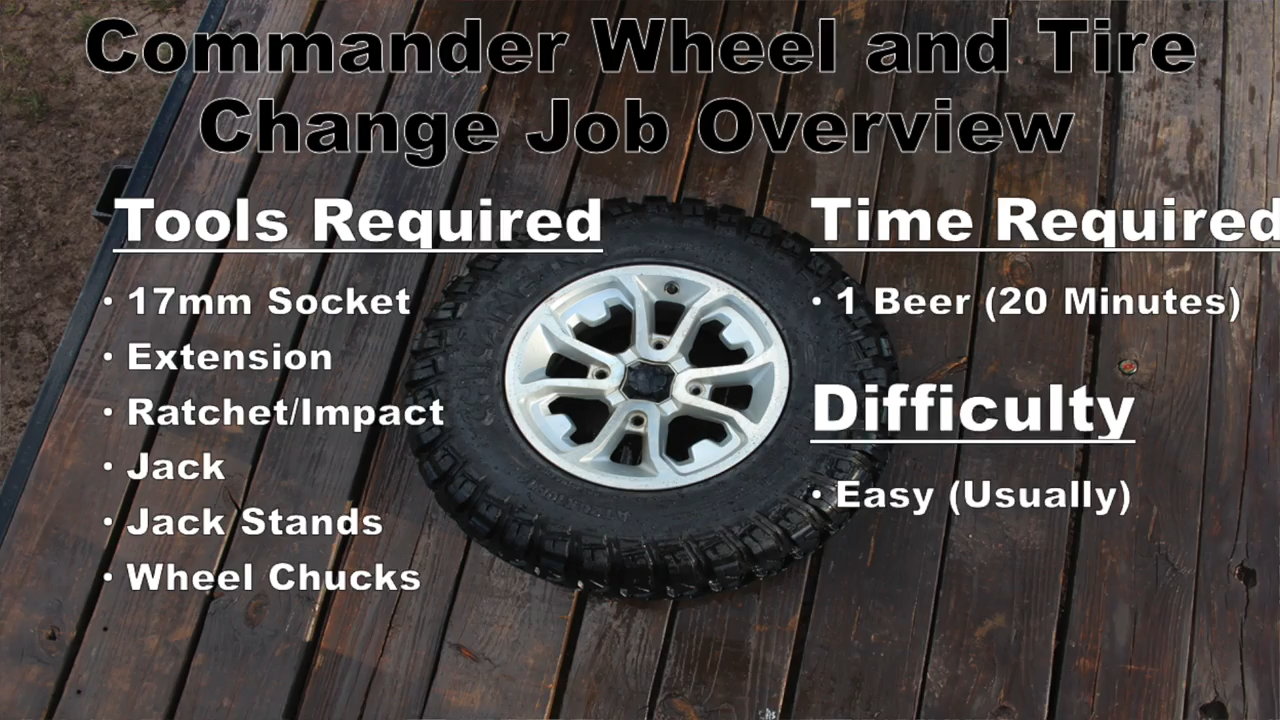 Commander Wheel and Tire
Change Job Overview
Tools Required
• 17mm Socket
• Extension
• Ratchet/Impact
• Jack
• Jack Stands
• Wheel Chucks
Time Required
• 1 Beer (20 Minutes)
Difficulty
• Easy (Usually)